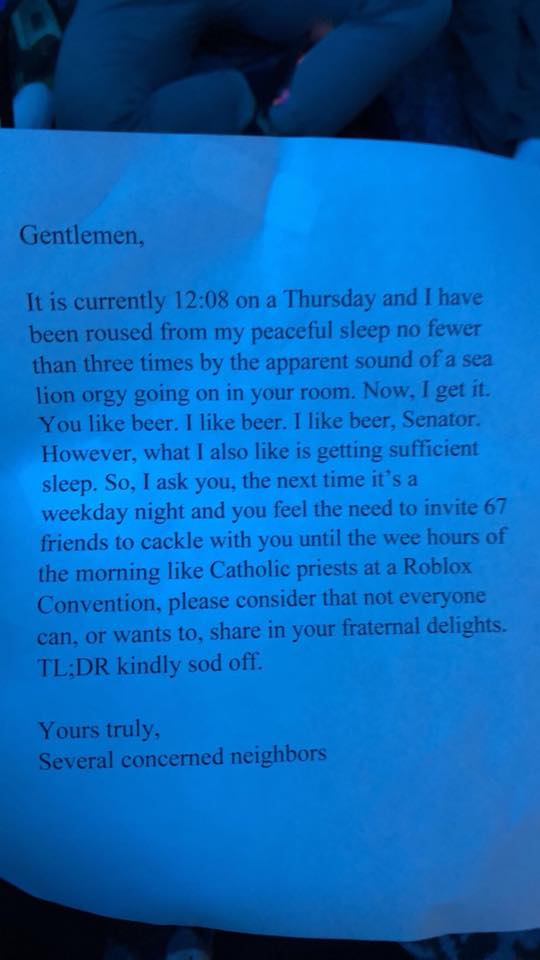 Gentlemen,
It is currently 12:08 on a Thursday and I have
been roused from my peaceful sleep no fewer
than three times by the apparent sound of a sea
lion orgy going on in your room. Now, I get it.
You like beer. I like beer. I like beer, Senator.
However, what I also like is getting sufficient
sleep. So, I ask you, the next time it's a
weekday night and you feel the need to invite 67
friends to cackle with you until the wee hours of
the morning like Catholic priests at a Roblox
Convention, please consider that not everyone
can, or wants to, share in your fraternal delights.
TL;DR kindly sod off.
Yours truly,
Several concerned neighbors